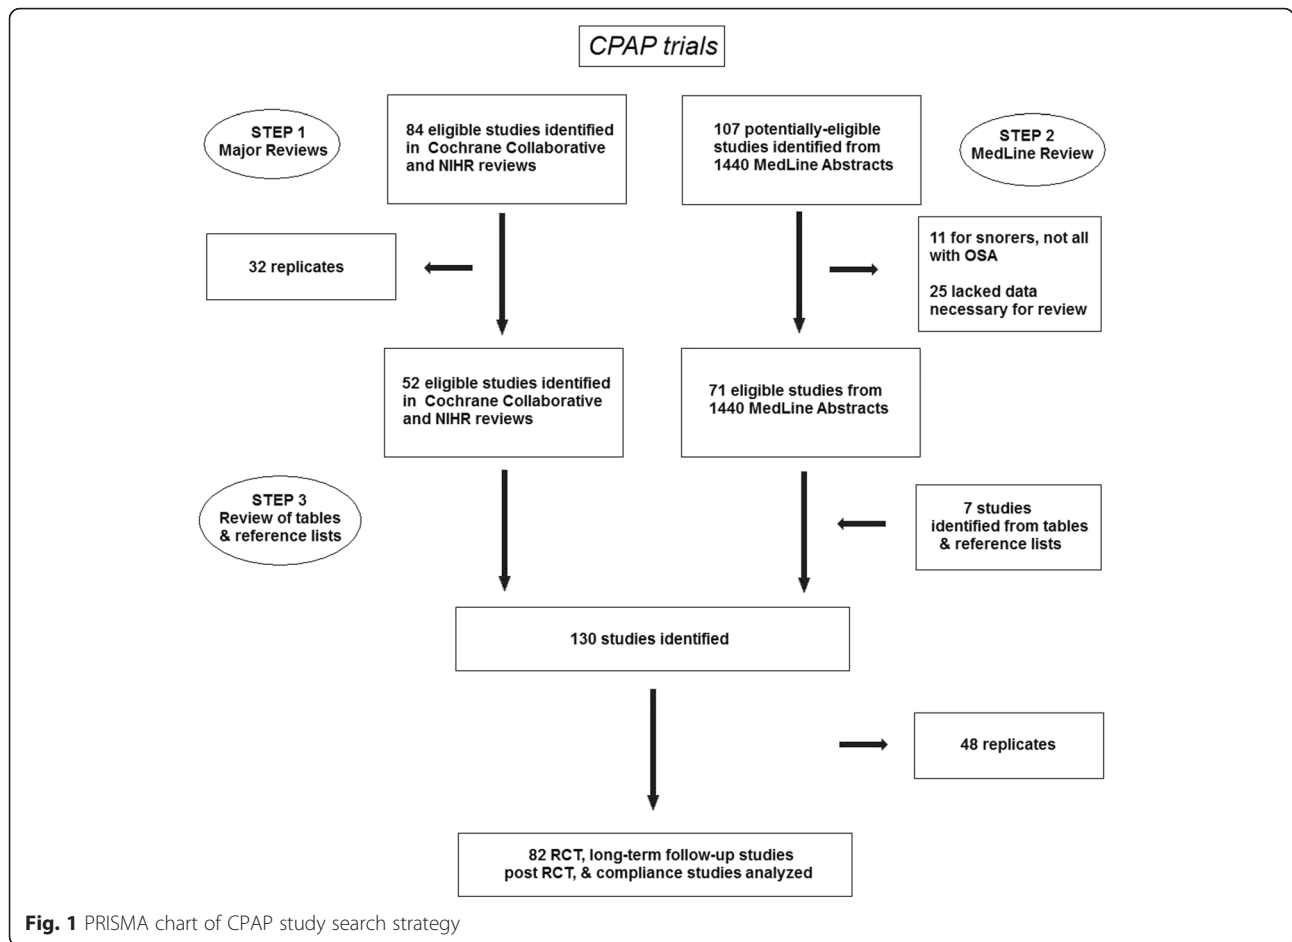 CPAP trials
STEP 1
Major Reviews
84 eligible studies identified
in Cochrane Collaborative
and NIHR reviews
107 potentially-eligible
studies identified from
1440 MedLine Abstracts
STEP 2
MedLine Review
32 replicates
11 for snorers, not all
with OSA
25 lacked data
necessary for review
52 eligible studies identified
in Cochrane Collaborative
and NIHR reviews
71 eligible studies from
1440 MedLine Abstracts
STEP 3
Review of tables
& reference lists
7 studies
identified from tables
& reference lists
130 studies identified
48 replicates
82 RCT, long-term follow-up studies
post RCT, & compliance studies analyzed
Fig. 1 PRISMA chart of CPAP study search strategy